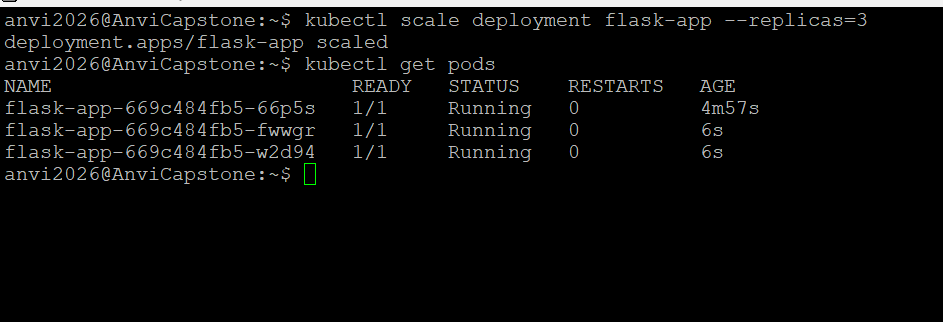 anvi2026@AnviCapstone:~$ kubectl scale deployment flask-app --replicas=3
deployment.apps/flask-app scaled
anvi2026@AnviCapstone:~$ kubectl get pods
NAME                         READY   STATUS    RESTARTS   AGE
flask-app-669c484fb5-66p5s   1/1     Running   0          4m57s
flask-app-669c484fb5-fwwgr   1/1     Running   0          6s
flask-app-669c484fb5-w2d94   1/1     Running   0          6s
anvi2026@AnviCapstone:~$